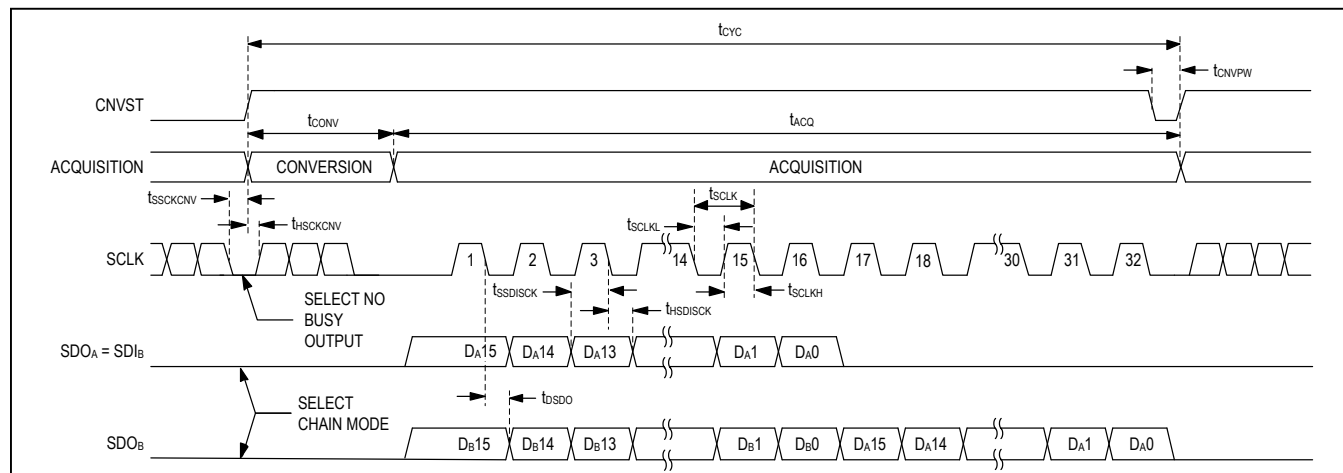 tCYC
tCNVPW
CNVST
tCONV
tACQ
ACQUISITION
CONVERSION
ACQUISITION
tSSCKCNV
tHSCKCNV
tSCLK
tSCLKL
SCLK
1 2 3 14 15 16 17 18 30 31 32
tSSDISCK
tHSDISCK
tSCLKH
SELECT NO
BUSY
OUTPUT
SDOA = SDIB
DA15 DA14 DA13 DA1 DA0
SELECT
CHAIN MODE
tDSDO
SDOB
DB15 DB14 DB13 DB1 DB0 DA15 DA14 DA1 DA0